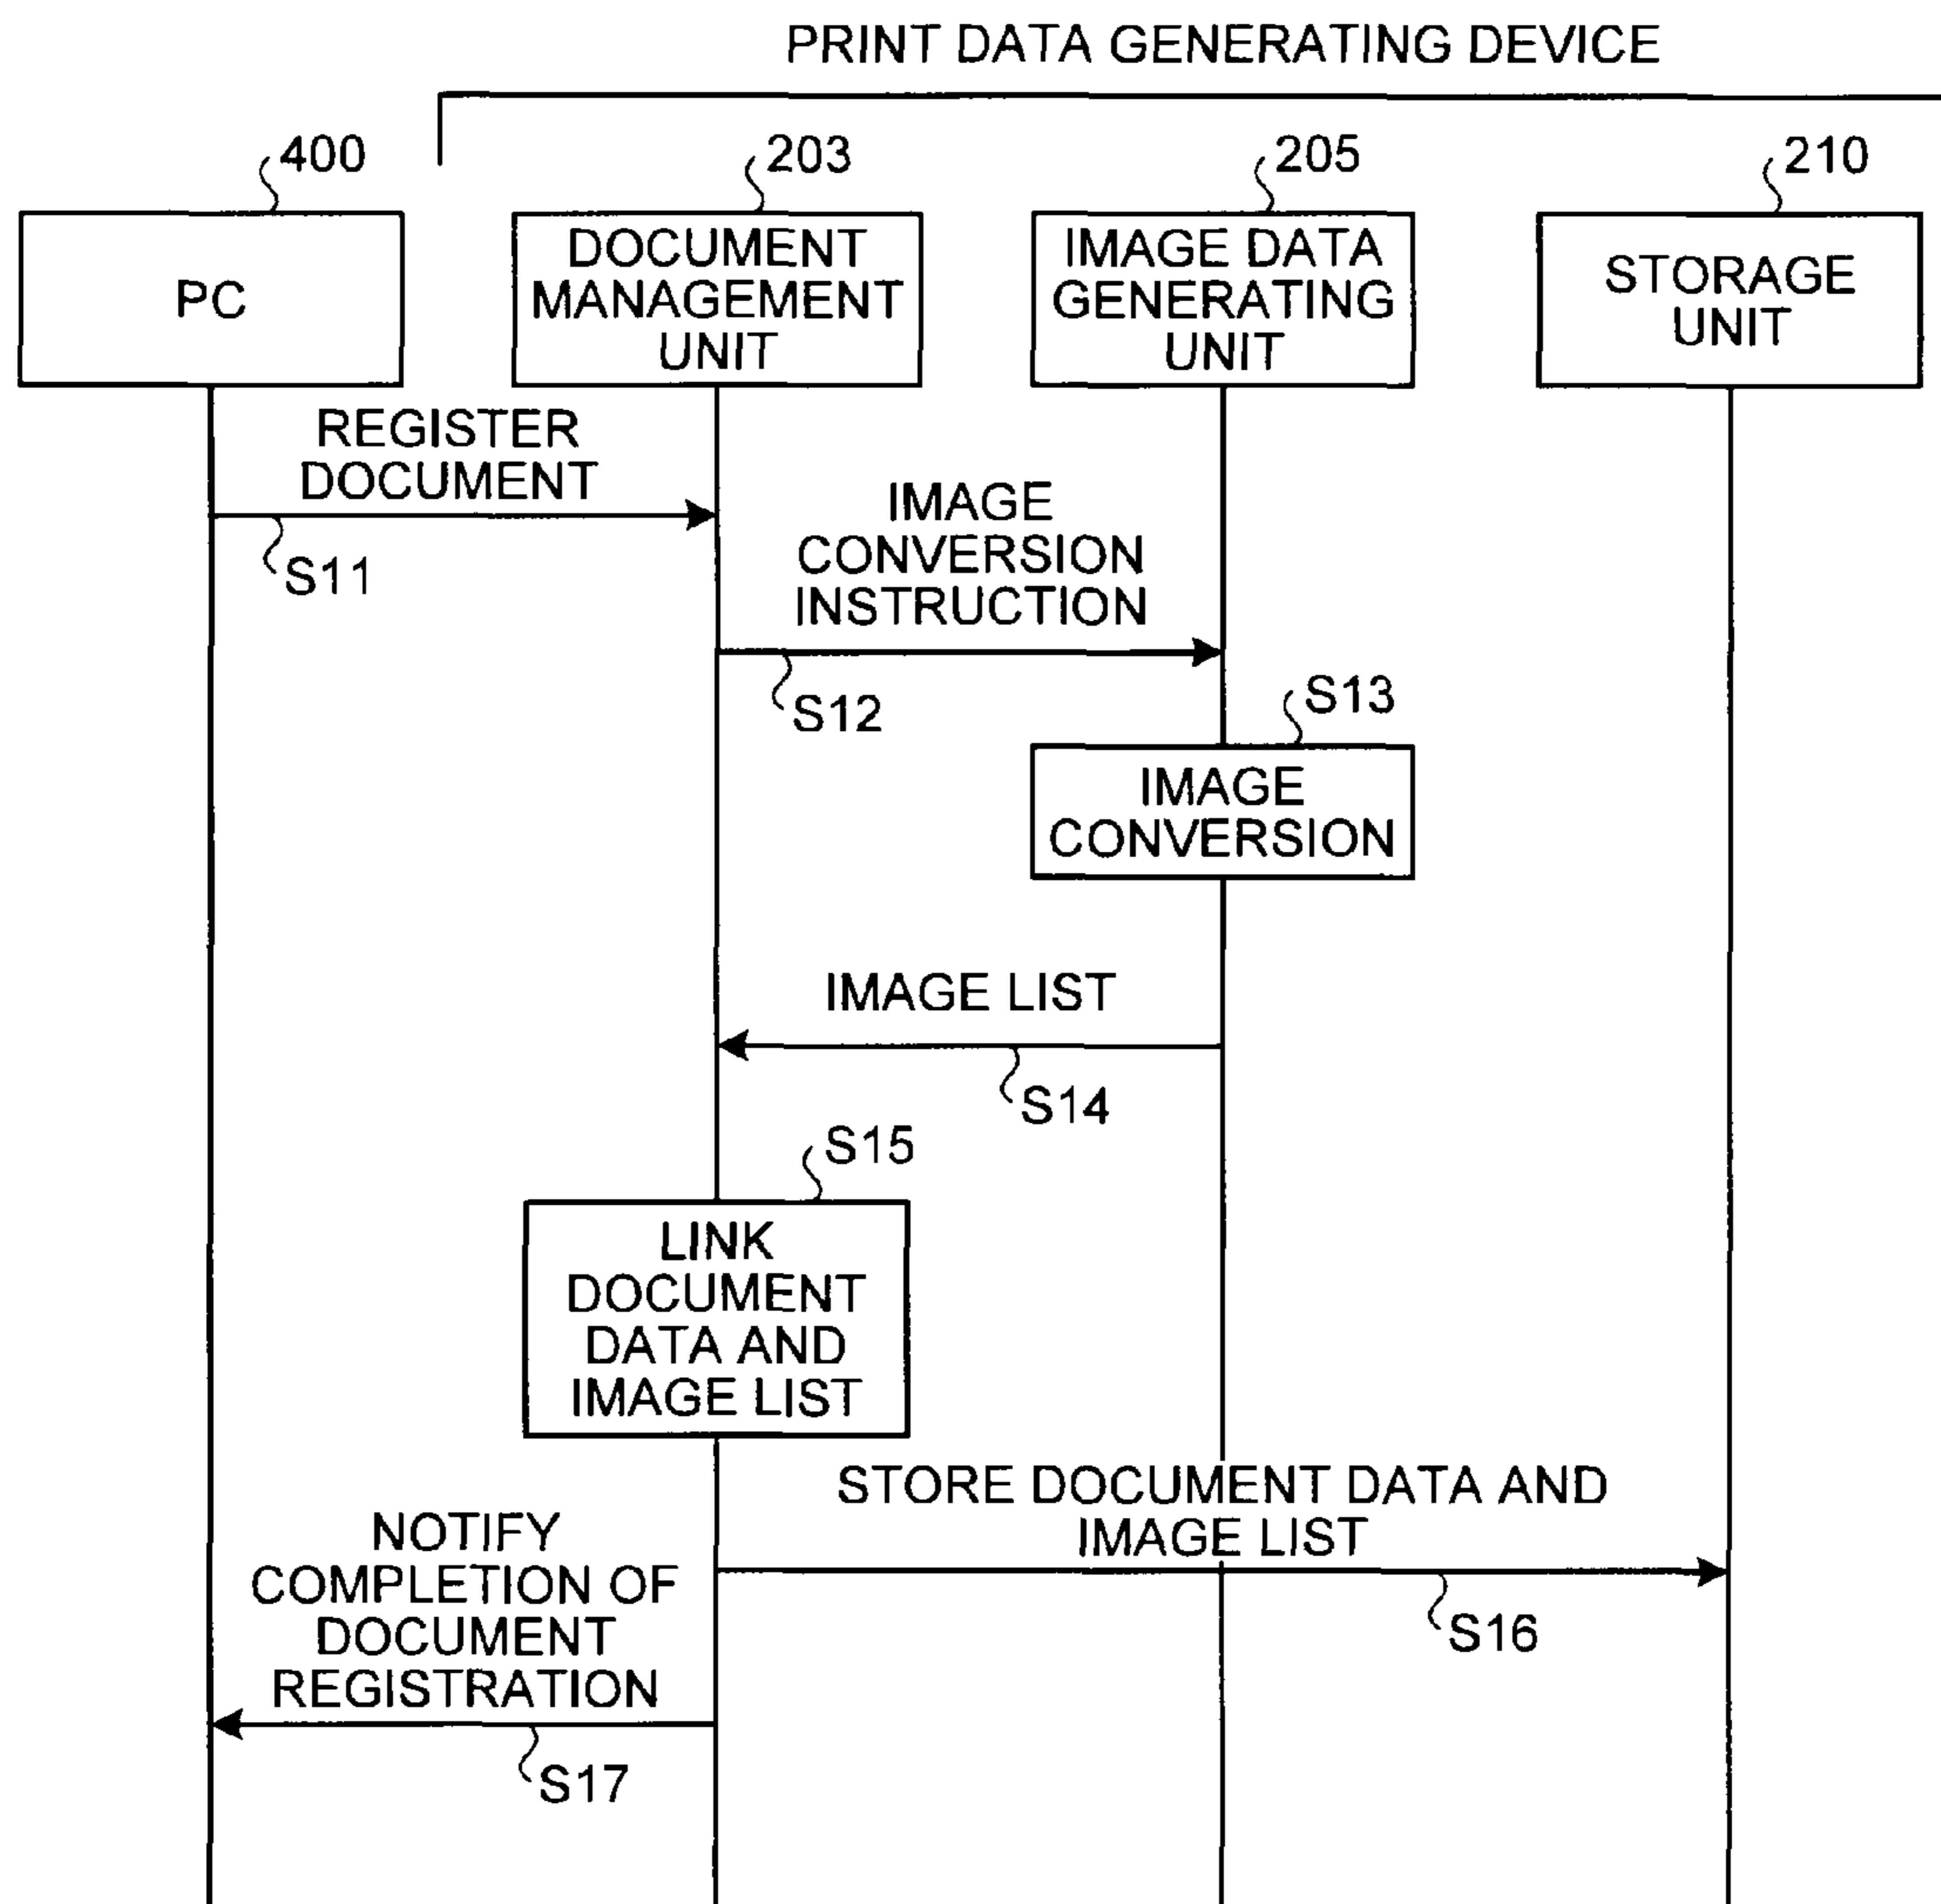 PRINT DATA GENERATING DEVICE
400
203
205
210
PC
DOCUMENT
MANAGEMENT
UNIT
IMAGE DATA
GENERATING
UNIT
STORAGE
UNIT
REGISTER
DOCUMENT
S11
IMAGE
CONVERSION
INSTRUCTION
S12
S13
IMAGE
CONVERSION
IMAGE LIST
S14
S15
LINK
DOCUMENT
DATA AND
IMAGE LIST
STORE DOCUMENT DATA AND
IMAGE LIST
S16
NOTIFY
COMPLETION OF
DOCUMENT
REGISTRATION
S17